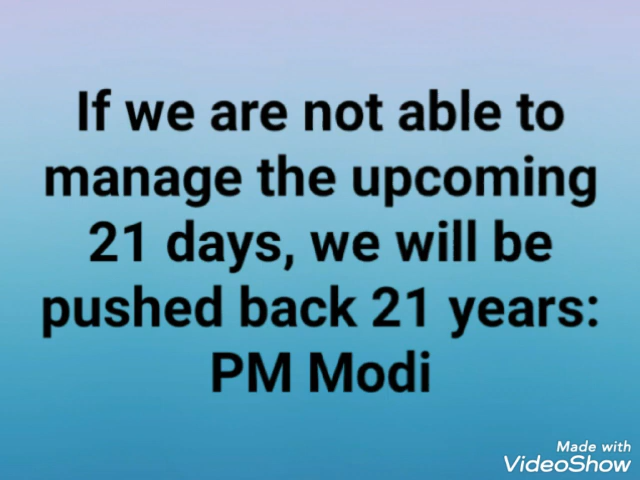 If we are not able to
manage the upcoming
21 days, we will be
pushed back 21 years:
PM Modi
Made with
VideoShow